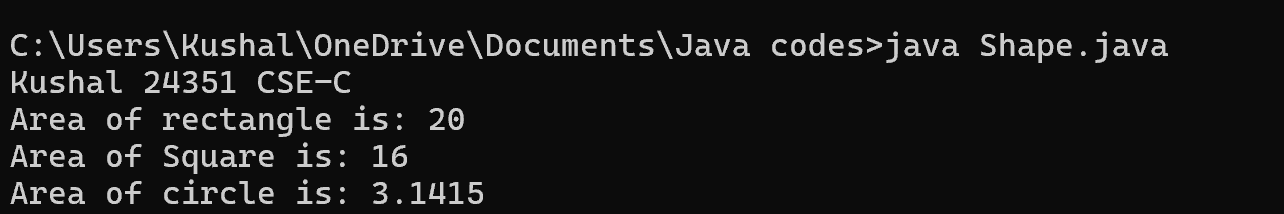 C:\Users\Kushal\OneDrive\Documents\Java codes>java Shape.java
Kushal 24351 CSE-C
Area of rectangle is: 20
Area of Square is: 16
Area of circle is: 3.1415